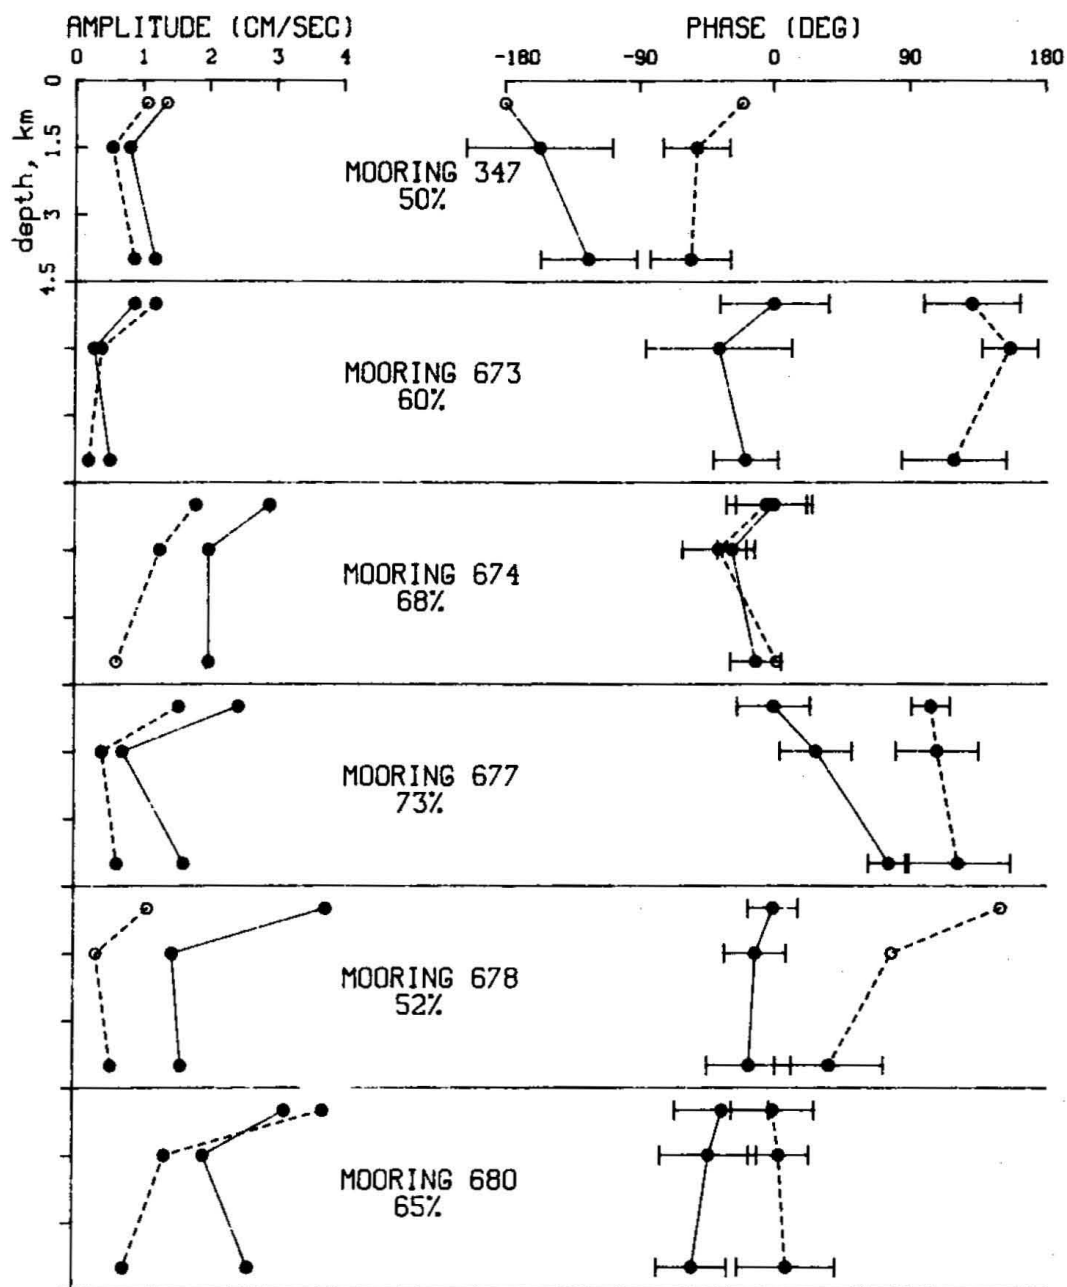 AMPLITUDE (CM/SEC) PHASE (DEG)
0 1 2 3 4 -180 -90 0 90 180
depth, km
0 1.5 3 4.5
MOORING 347
50%
MOORING 673
60%
MOORING 674
68%
MOORING 677
73%
MOORING 678
52%
MOORING 680
65%